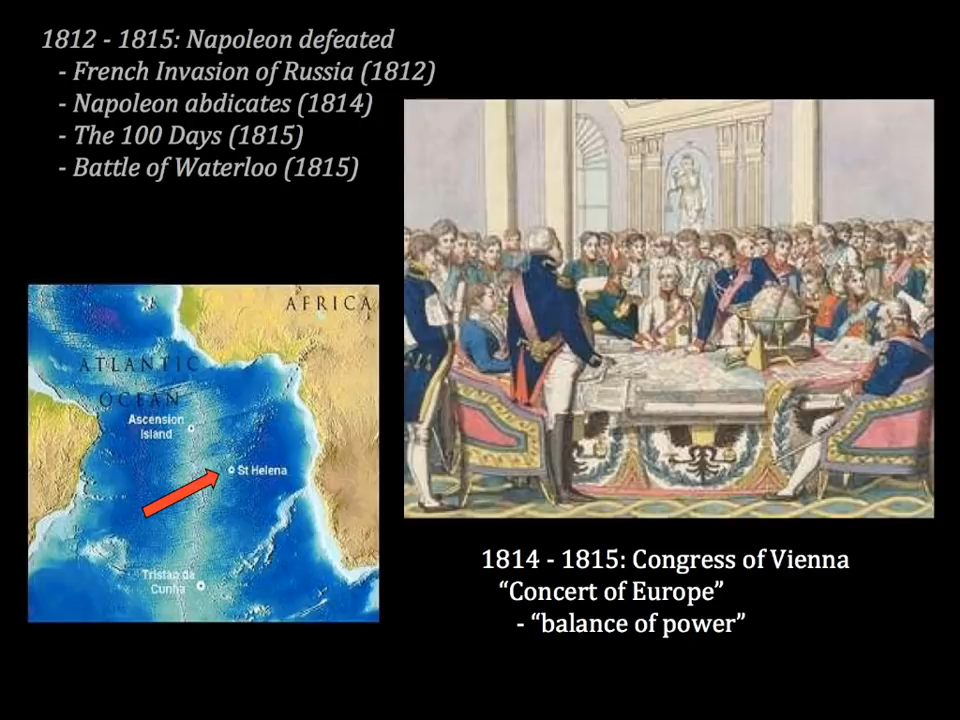 1812 - 1815: Napoleon defeated
- French Invasion of Russia (1812)
- Napoleon abdicates (1814)
- The 100 Days (1815)
- Battle of Waterloo (1815)
AFRICA
ATLANTIC
OCEAN
Ascension
Island
St Helena
Tristan da
Cunha
1814 - 1815: Congress of Vienna
“Concert of Europe”
- “balance of power”